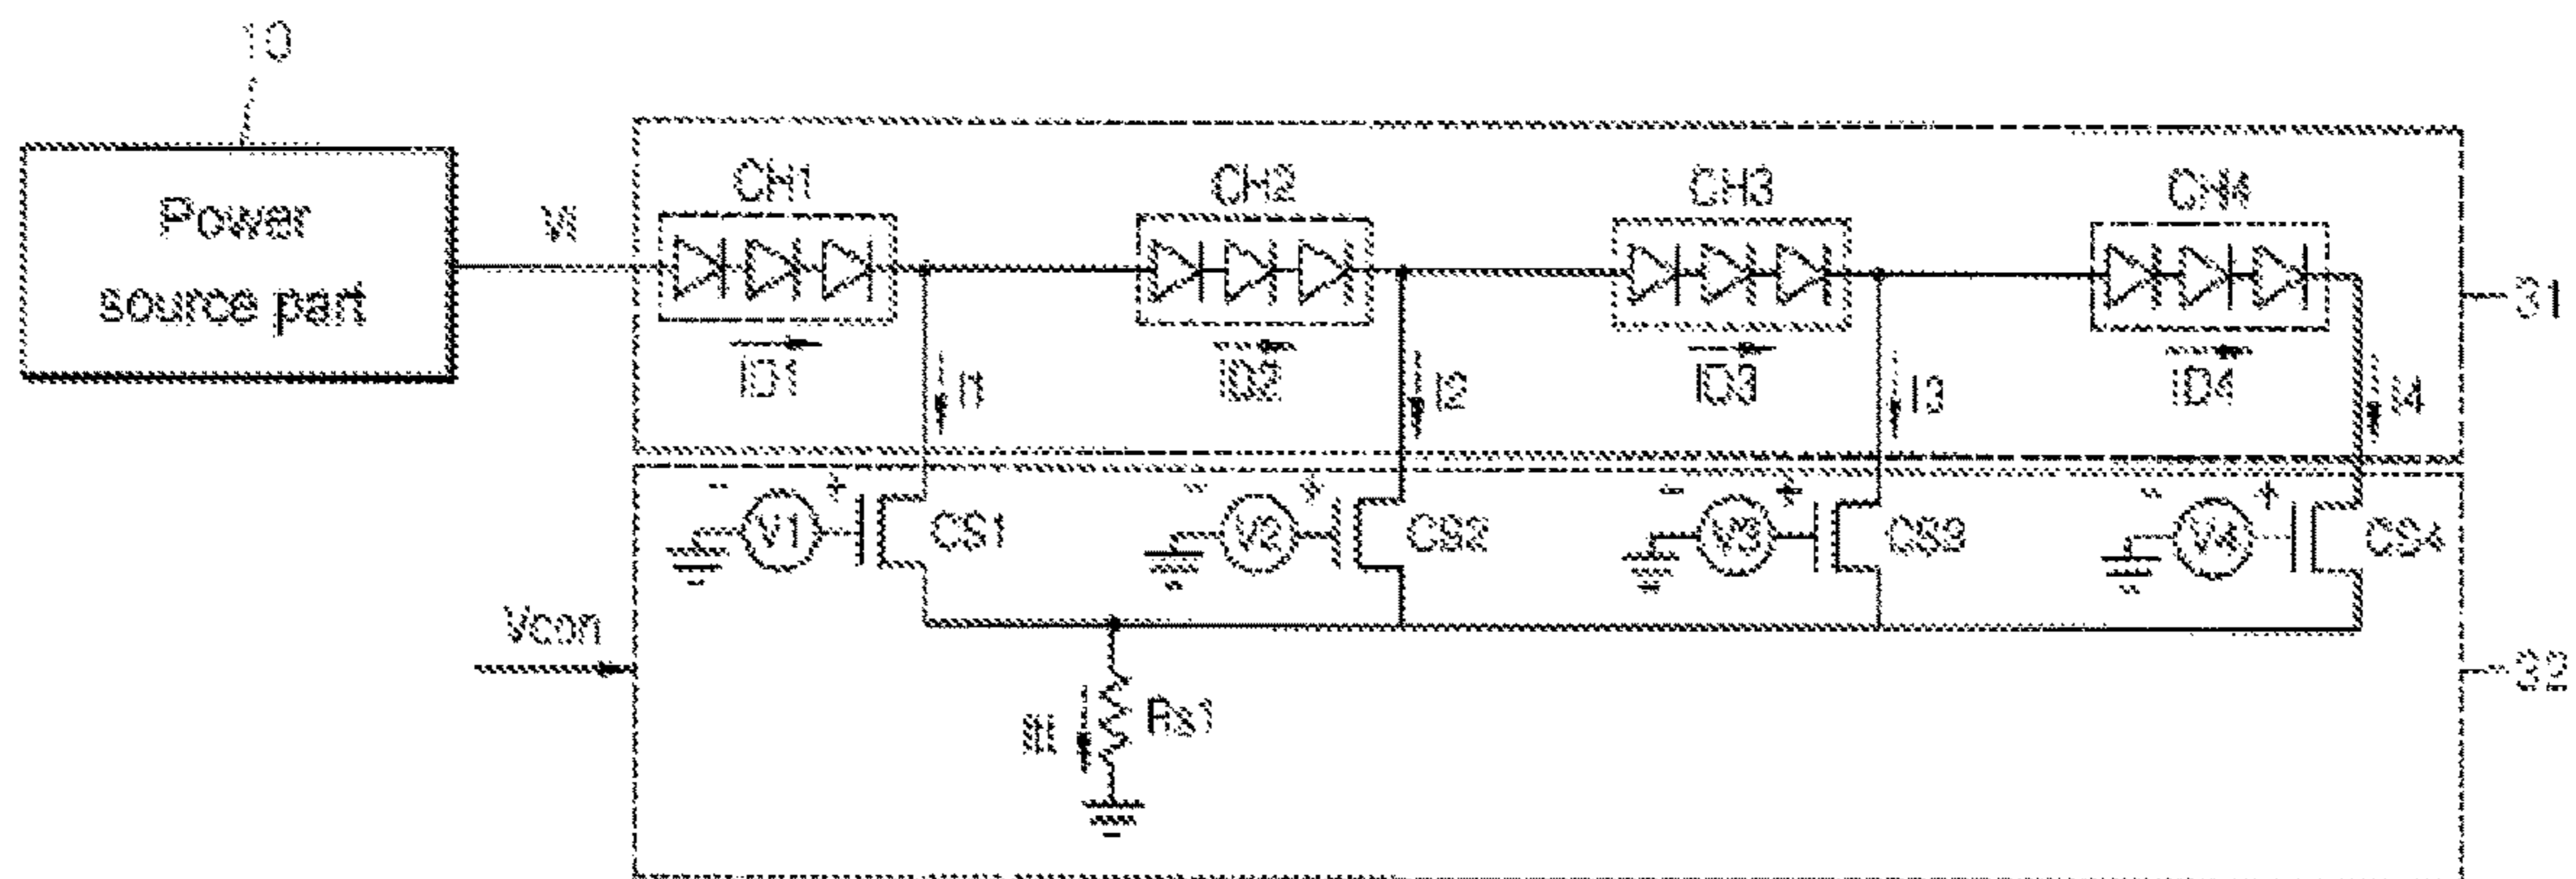 10
Power
source part
Vi
CH1
CH2
CH3
CH4
ID1
ID2
ID3
ID4
I1
I2
I3
I4
31
- +
- +
- +
- +
V1
CS1
V2
CS2
V3
CS3
V4
CS4
Vcon
Rs1
32